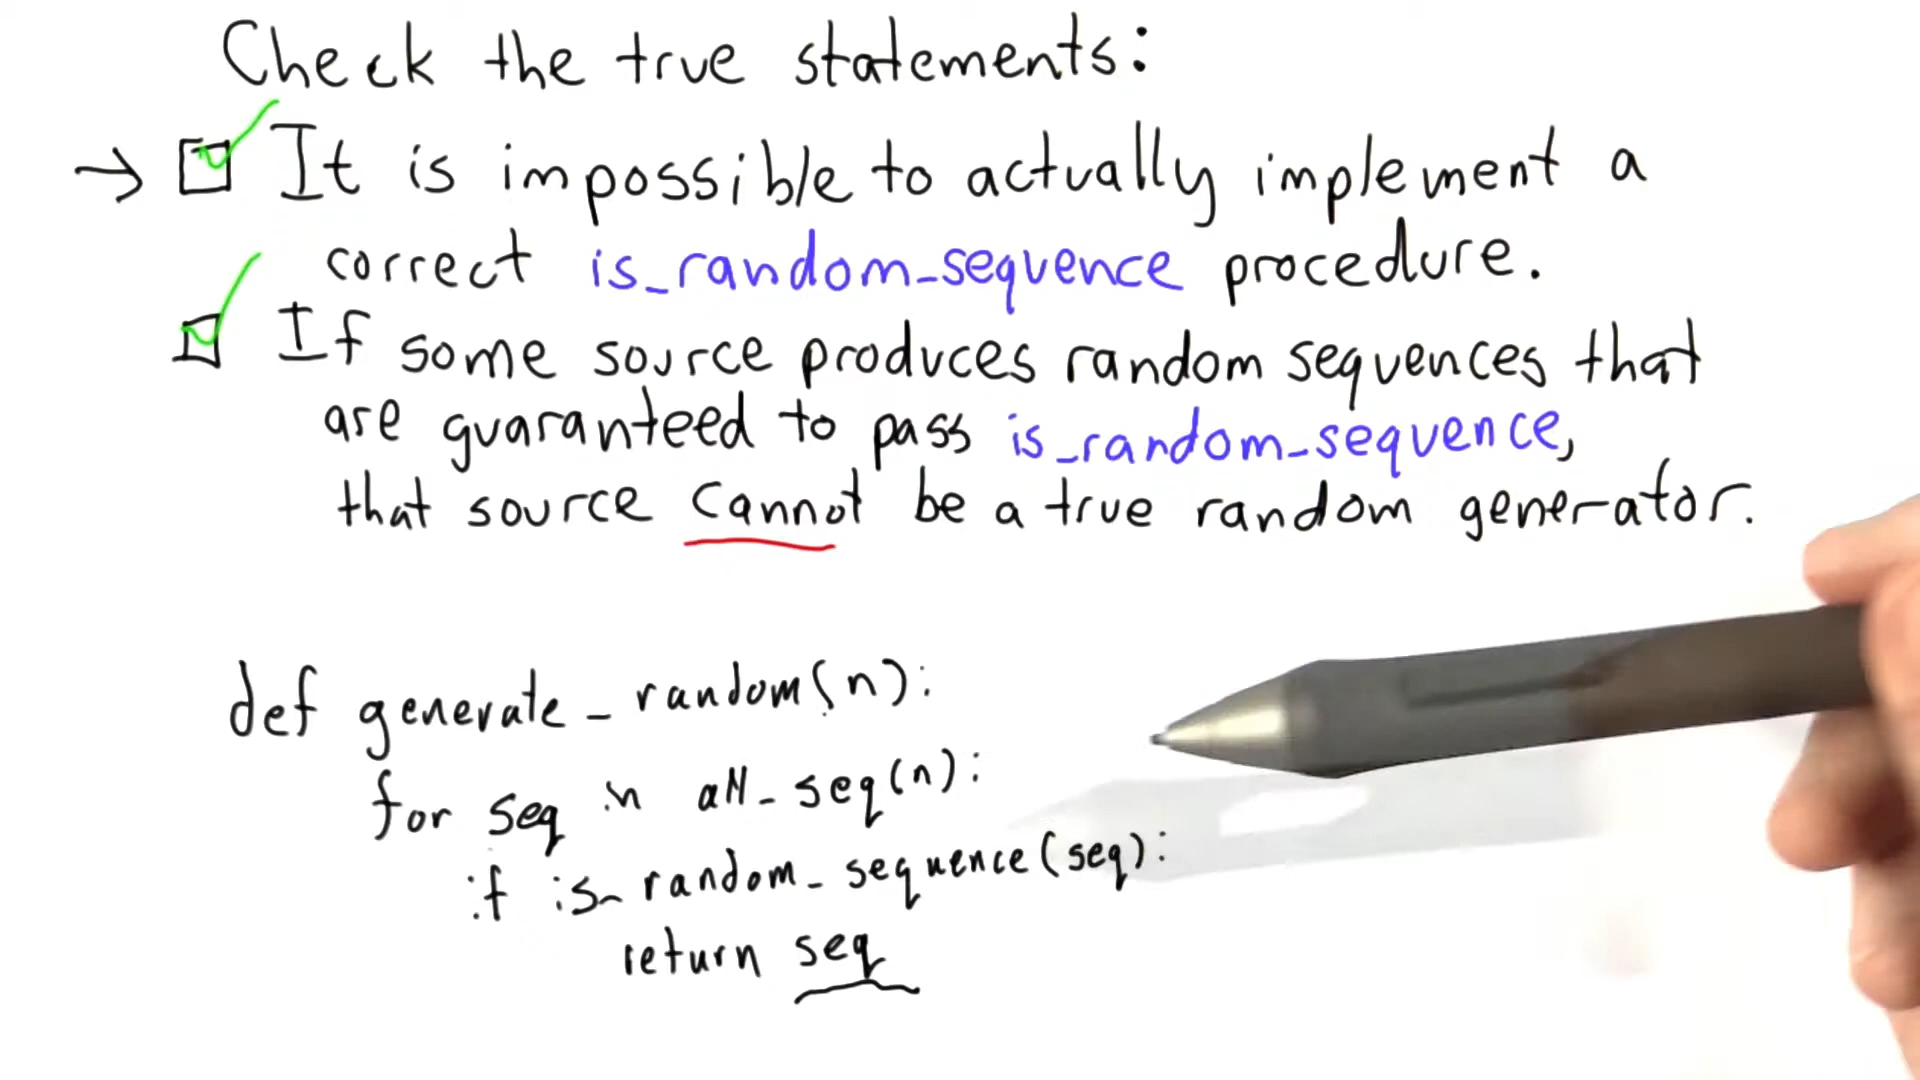 Check the true statements:
→ It is impossible to actually implement a
correct is_random_sequence procedure.
If some source produces random sequences that
are guaranteed to pass is_random_sequence,
that source cannot be a true random generator.
def generate_random(n):
for seq in all_seq(n):
if is_random_sequence(seq):
return seq